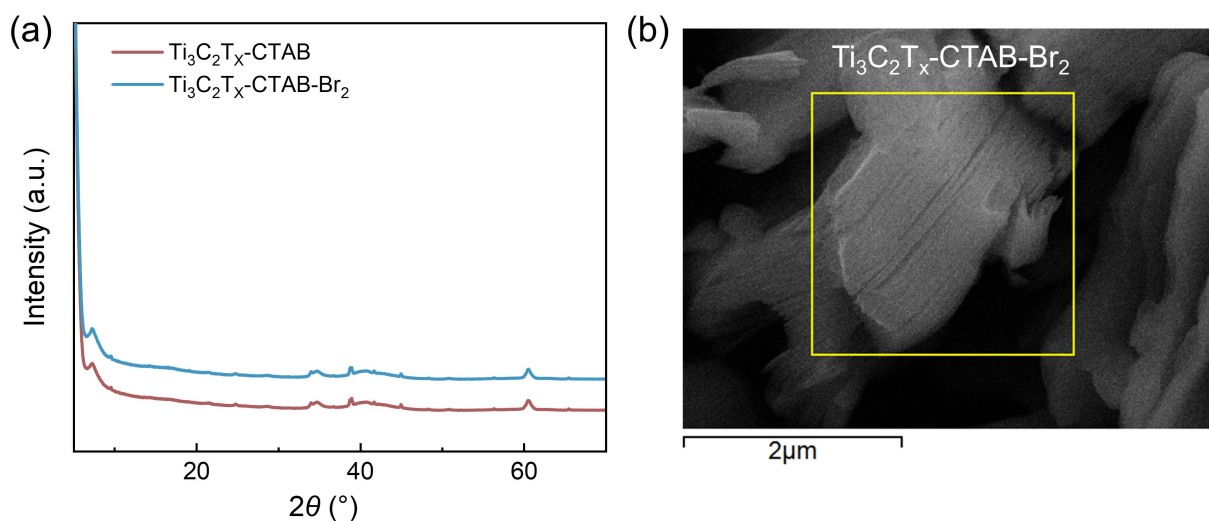 (a)
Ti₃C₂Tₓ-CTAB
Ti₃C₂Tₓ-CTAB-Br₂
Intensity (a.u.)
20
40
60
2θ (°)
(b)
Ti₃C₂Tₓ-CTAB-Br₂
2μm